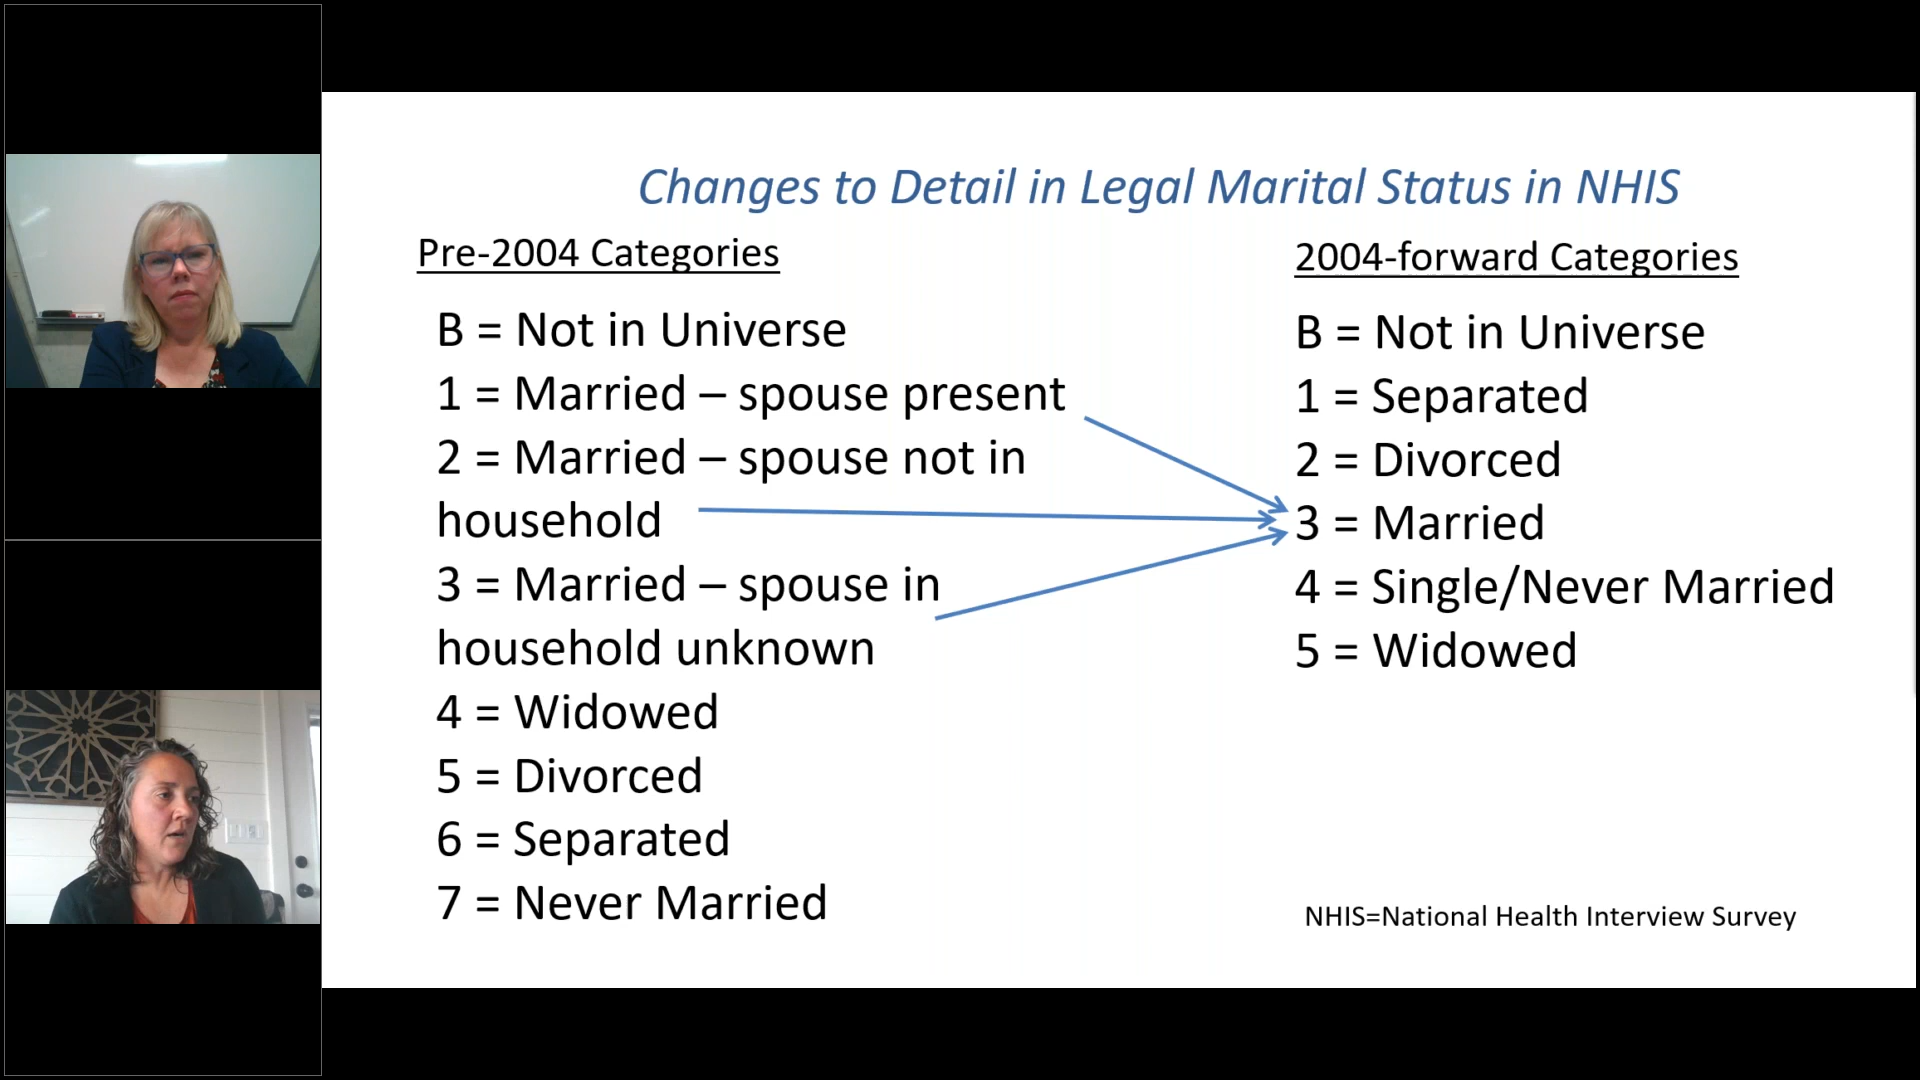 Changes to Detail in Legal Marital Status in NHIS
Pre-2004 Categories
B = Not in Universe
1 = Married – spouse present
2 = Married – spouse not in
household
3 = Married – spouse in
household unknown
4 = Widowed
5 = Divorced
6 = Separated
7 = Never Married
2004-forward Categories
B = Not in Universe
1 = Separated
2 = Divorced
3 = Married
4 = Single/Never Married
5 = Widowed
NHIS=National Health Interview Survey